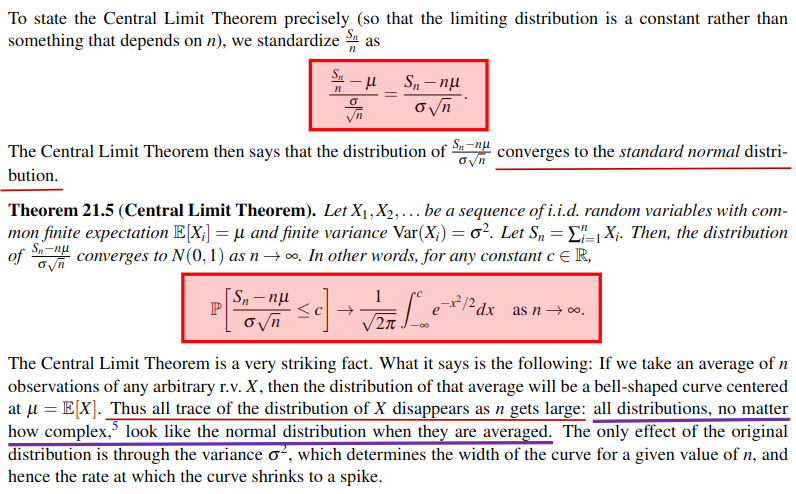 To state the Central Limit Theorem precisely (so that the limiting distribution is a constant rather than
something that depends on n), we standardize $\frac{S_n}{n}$ as
$\frac{\frac{S_n}{n} - \mu}{\frac{\sigma}{\sqrt{n}}} = \frac{S_n - n\mu}{\sigma\sqrt{n}}.$
The Central Limit Theorem then says that the distribution of $\frac{S_n - n\mu}{\sigma\sqrt{n}}$ converges to the standard normal distri-
bution.
Theorem 21.5 (Central Limit Theorem). Let $X_1, X_2, \ldots$ be a sequence of i.i.d. random variables with com-
mon finite expectation $\mathbb{E}[X_i] = \mu$ and finite variance $\text{Var}(X_i) = \sigma^2$. Let $S_n = \sum_{i=1}^{n} X_i$. Then, the distribution
of $\frac{S_n - n\mu}{\sigma\sqrt{n}}$ converges to $N(0,1)$ as $n \to \infty$. In other words, for any constant $c \in \mathbb{R}$,
$\mathbb{P}\left[\frac{S_n - n\mu}{\sigma\sqrt{n}} \leq c\right] \to \frac{1}{\sqrt{2\pi}} \int_{-\infty}^{c} e^{-x^2/2} dx \quad \text{as } n \to \infty.$
The Central Limit Theorem is a very striking fact. What it says is the following: If we take an average of n
observations of any arbitrary r.v. X, then the distribution of that average will be a bell-shaped curve centered
at $\mu = \mathbb{E}[X]$. Thus all trace of the distribution of X disappears as n gets large: all distributions, no matter
how complex,$^5$ look like the normal distribution when they are averaged. The only effect of the original
distribution is through the variance $\sigma^2$, which determines the width of the curve for a given value of n, and
hence the rate at which the curve shrinks to a spike.